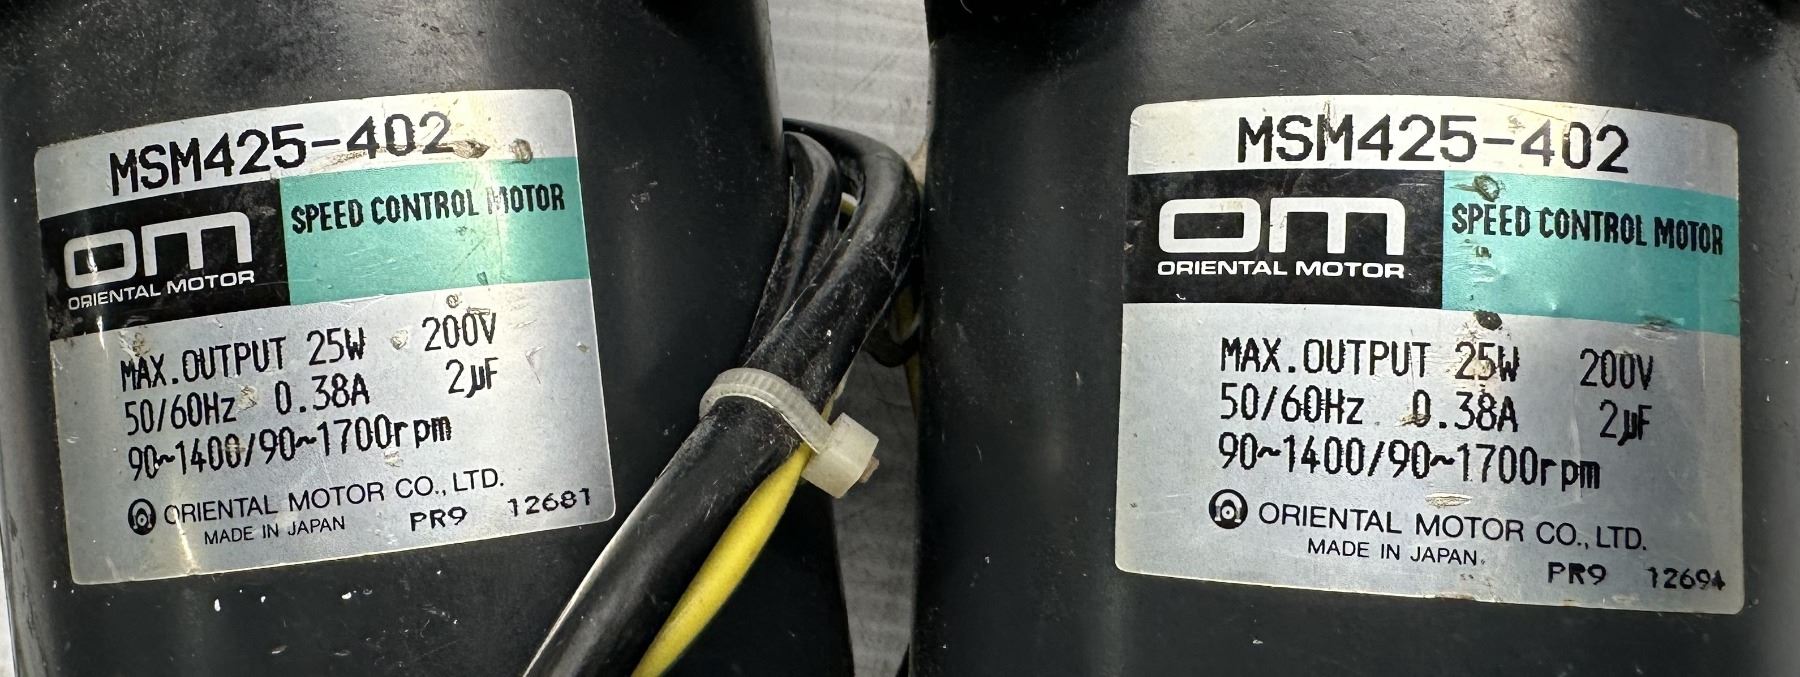 MSM425-402
om
ORIENTAL MOTOR
SPEED CONTROL MOTOR
MAX.OUTPUT 25W 200V
50/60Hz 0.38A 2μF
90~1400/90~1700rpm
ORIENTAL MOTOR CO., LTD.
MADE IN JAPAN PR9 12681
MSM425-402
om
ORIENTAL MOTOR
SPEED CONTROL MOTOR
MAX.OUTPUT 25W 200V
50/60Hz 0.38A 2μF
90~1400/90~1700rpm
ORIENTAL MOTOR CO., LTD.
MADE IN JAPAN.
PR9 12694